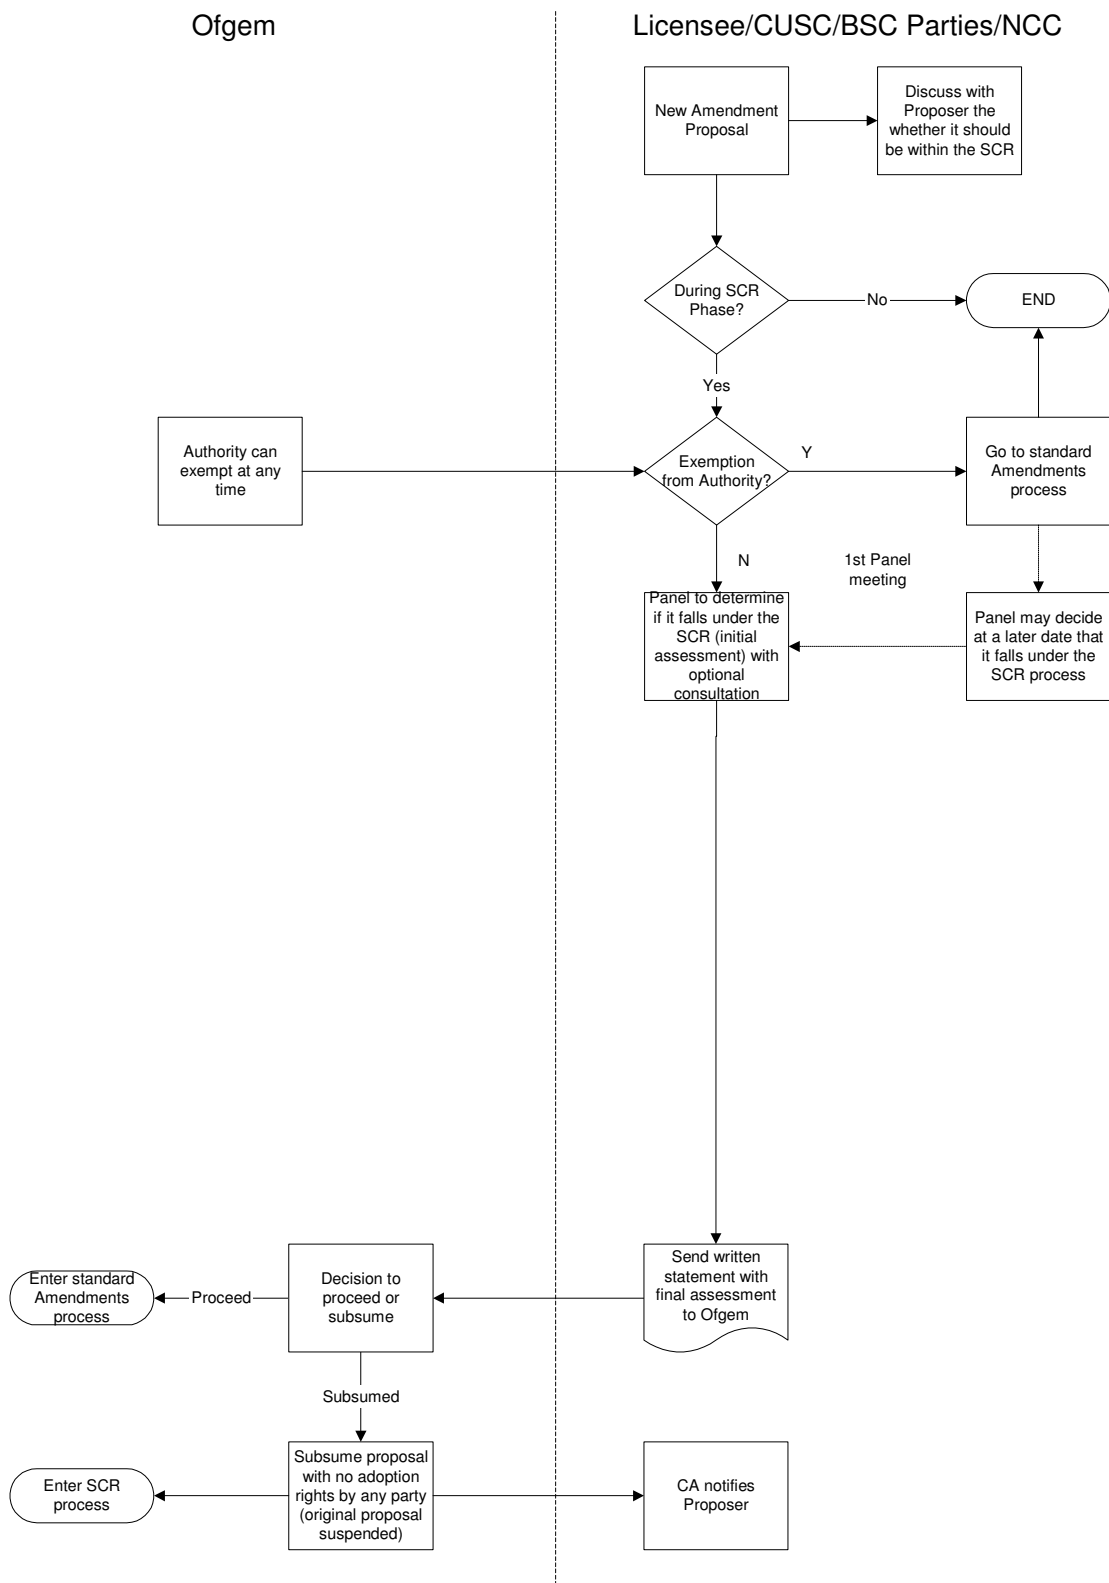 Ofgem
Licensee/CUSC/BSC Parties/NCC
New Amendment
Proposal
Discuss with
Proposer the
whether it should
be within the SCR
During SCR
Phase?
No
END
Yes
Authority can
exempt at any
time
Exemption
from Authority?
Y
Go to standard
Amendments
process
N
1st Panel
meeting
Panel to determine
if it falls under the
SCR (initial
assessment) with
optional
consultation
Panel may decide
at a later date that
it falls under the
SCR process
Send written
statement with
final assessment
to Ofgem
Decision to
proceed or
subsume
Proceed
Enter standard
Amendments
process
Subsumed
Subsume proposal
with no adoption
rights by any party
(original proposal
suspended)
Enter SCR
process
CA notifies
Proposer